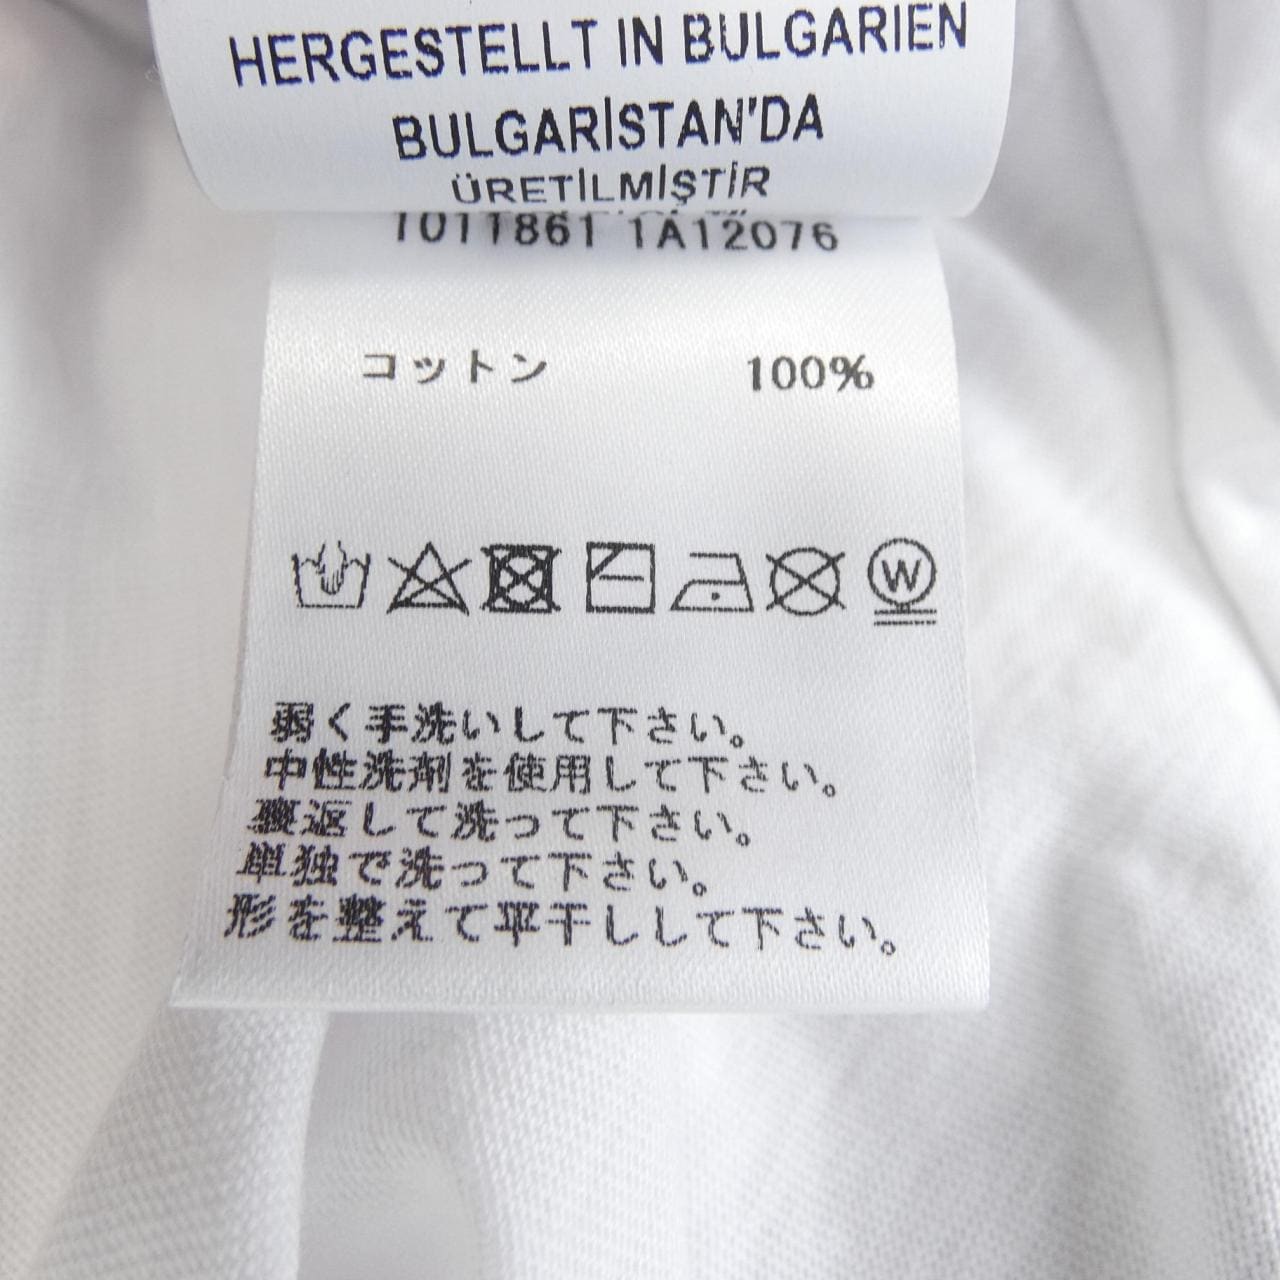 HERGESTELLT IN BULGARIEN
BULGARİSTAN'DA
ÜRETİLMİŞTİR
1011861 1A12076
コットン 100%
W
弱く手洗いして下さい。
中性洗剤を使用して下さい。
裏返して洗って下さい。
単独で洗って下さい。
形を整えて平干しして下さい。